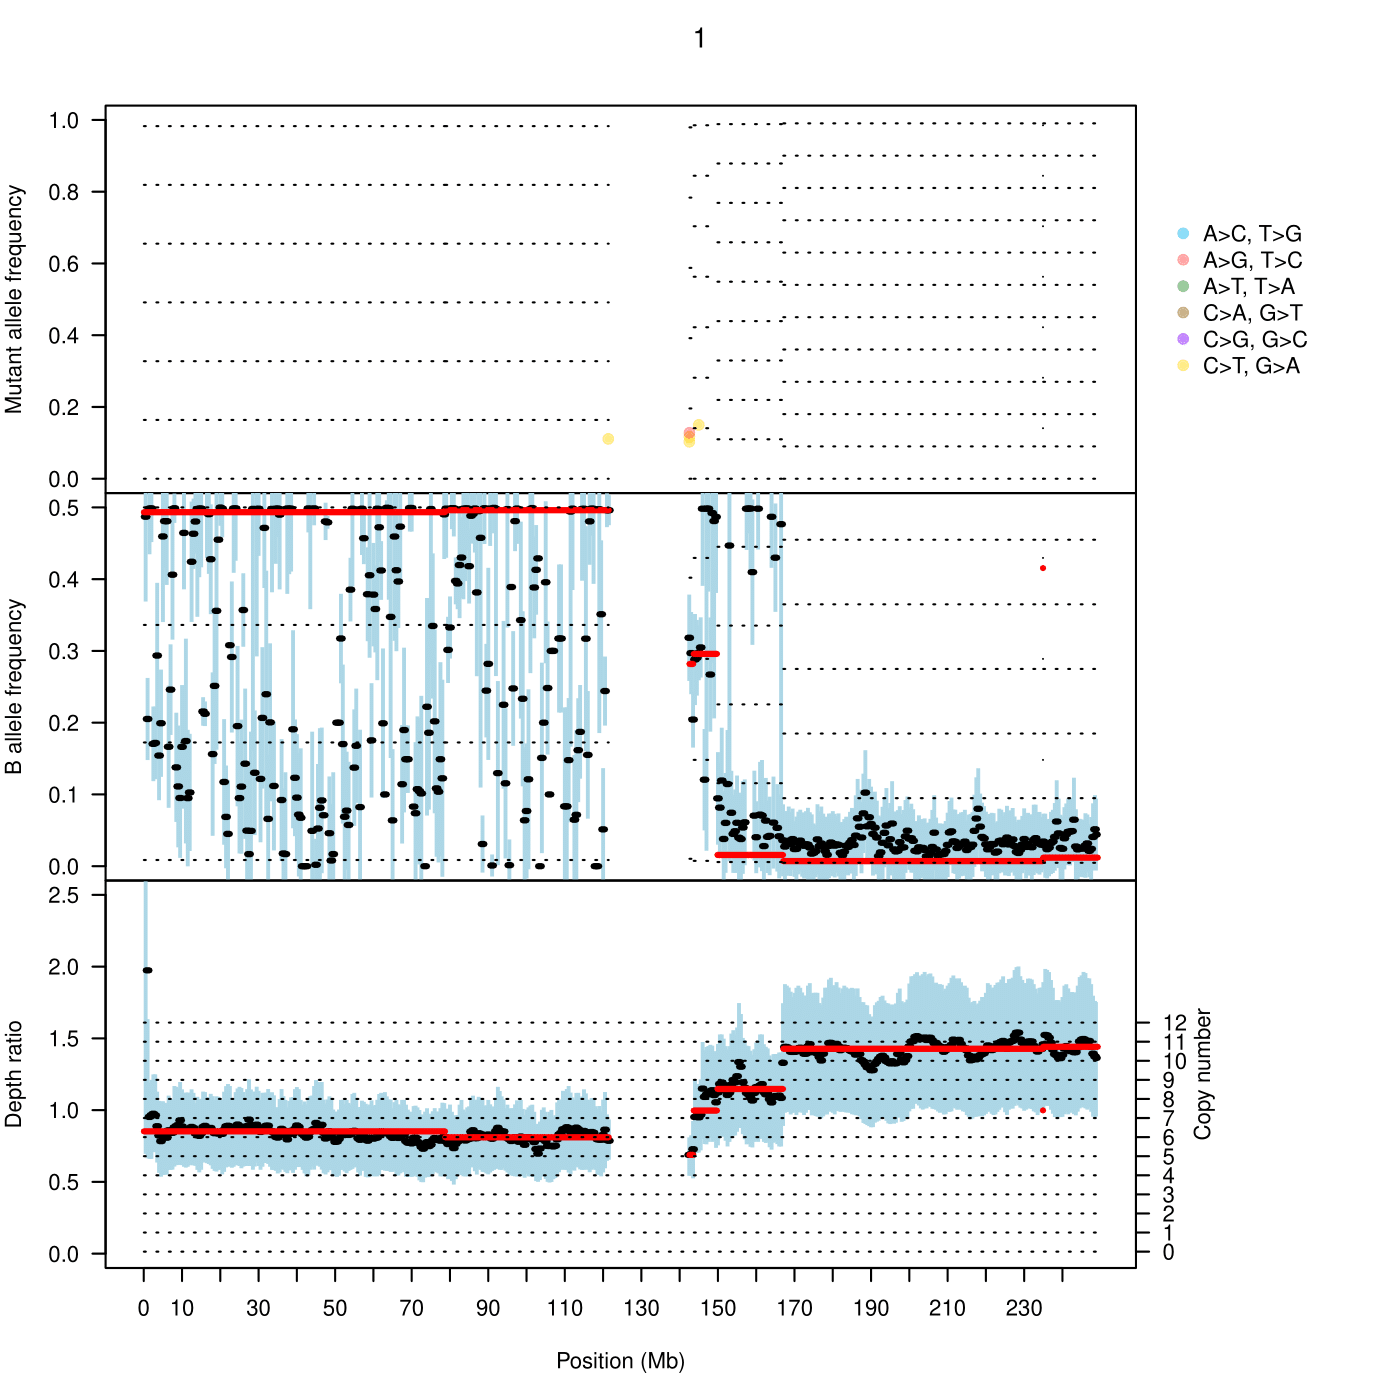 1
Mutant allele frequency
1.0
0.8
0.6
0.4
0.2
0.0
A>C, T>G
A>G, T>C
A>T, T>A
C>A, G>T
C>G, G>C
C>T, G>A
B allele frequency
0.5
0.4
0.3
0.2
0.1
0.0
Depth ratio
2.5
2.0
1.5
1.0
0.5
0.0
12
11
10
9
8
7
6
5
4
3
2
1
0
Copy number
0 10 30 50 70 90 110 130 150 170 190 210 230
Position (Mb)